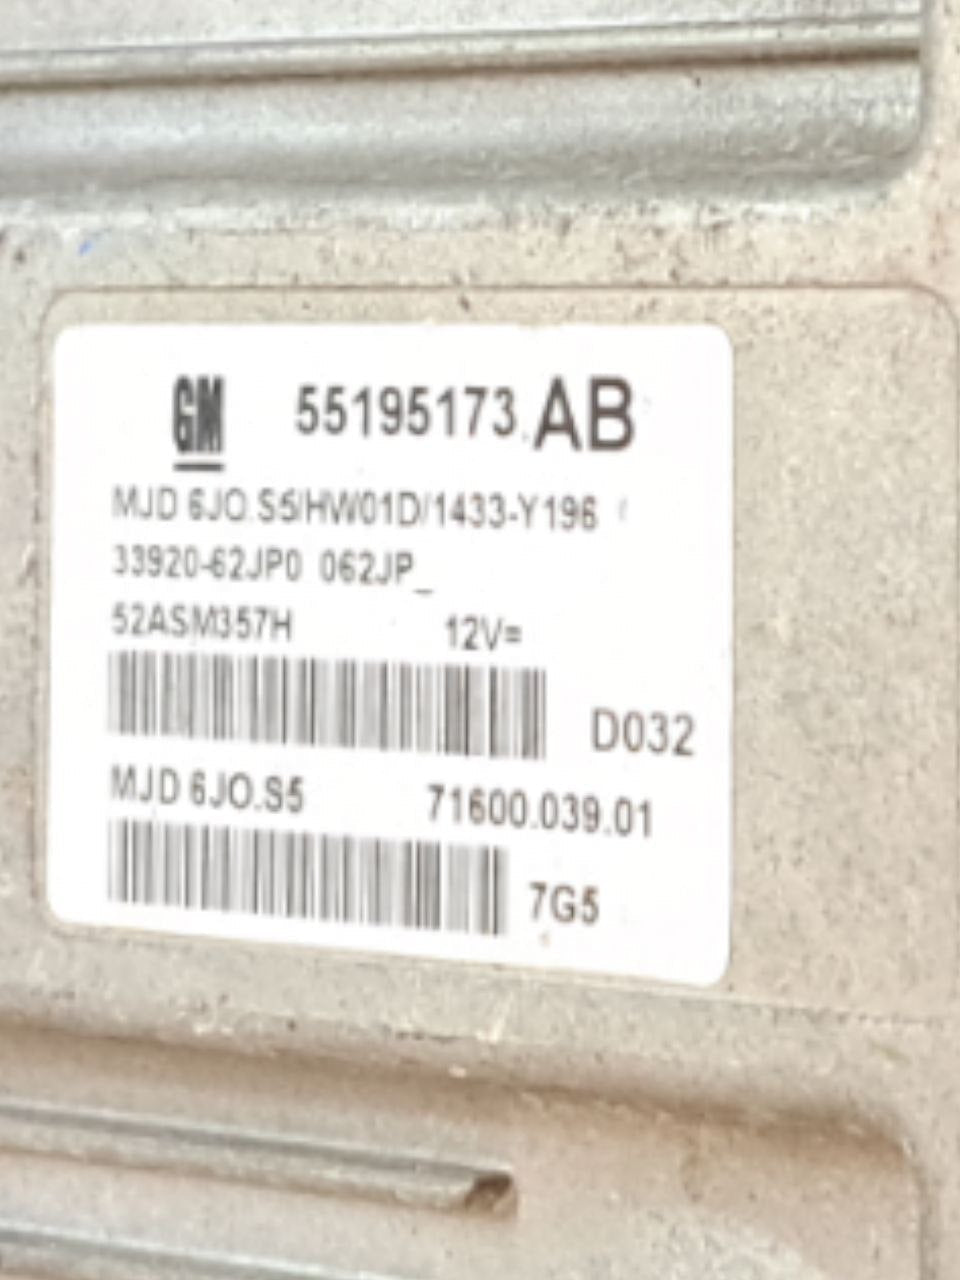 GM 55195173 AB
MJD 6JO.S5/HW01D/1433-Y196
33920-62JP0 062JP_
52ASM357H 12V=
D032
MJD 6JO.S5 71600.039.01
7G5